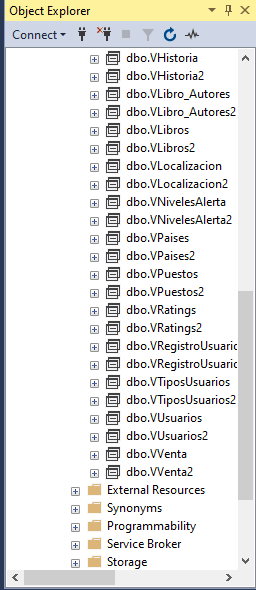 Object Explorer
Connect
dbo.VHistoria
dbo.VHistoria2
dbo.VLibro_Autores
dbo.VLibro_Autores2
dbo.VLibros
dbo.VLibros2
dbo.VLocalizacion
dbo.VLocalizacion2
dbo.VNivelesAlerta
dbo.VNivelesAlerta2
dbo.VPaises
dbo.VPaises2
dbo.VPuestos
dbo.VPuestos2
dbo.VRatings
dbo.VRatings2
dbo.VRegistroUsuario
dbo.VRegistroUsuario
dbo.VTiposUsuarios
dbo.VTiposUsuarios2
dbo.VUsuarios
dbo.VUsuarios2
dbo.VVenta
dbo.VVenta2
External Resources
Synonyms
Programmability
Service Broker
Storage